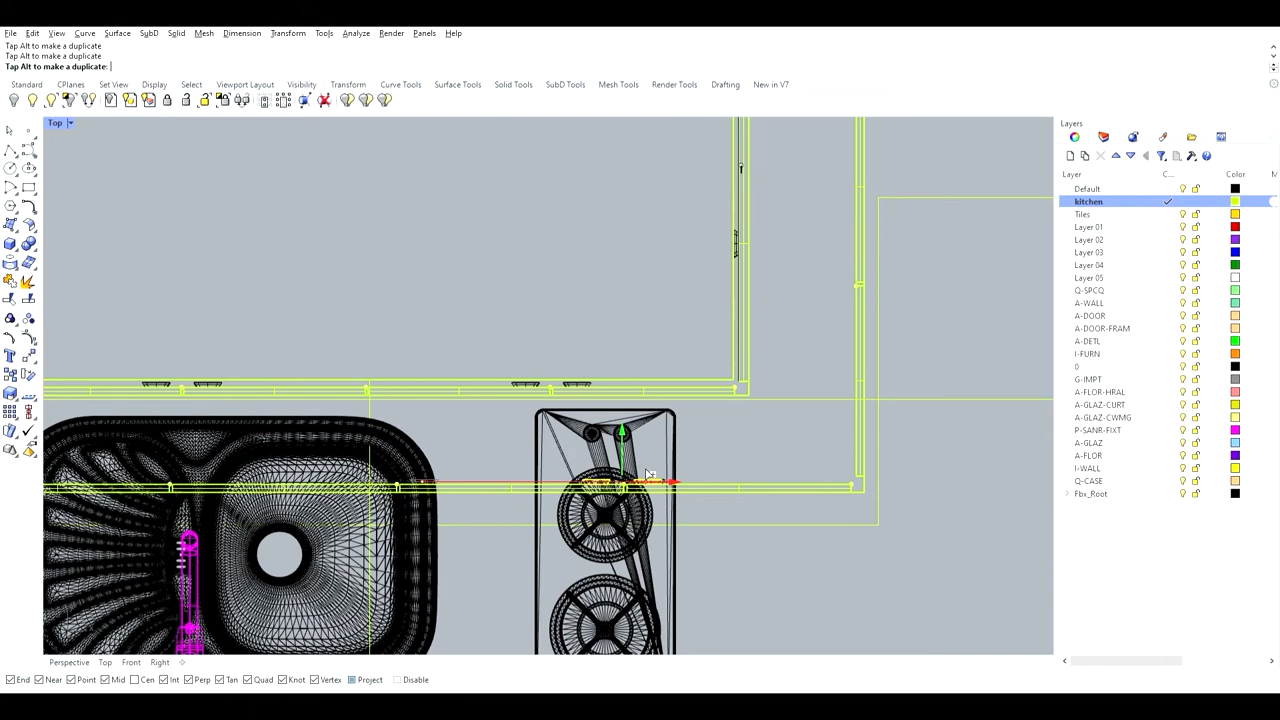 File Edit View Curve Surface SubD Solid Mesh Dimension Transform Tools Analyze Render Panels Help
Tap Alt to make a duplicate
Tap Alt to make a duplicate
Tap Alt to make a duplicate:
Standard CPlanes Set View Display Select Viewport Layout Visibility Transform Curve Tools Surface Tools Solid Tools SubD Tools Mesh Tools Render Tools Drafting New in V7
Top
Layers
Layer C... Color M
Default
kitchen
Tiles
Layer 01
Layer 02
Layer 03
Layer 04
Layer 05
Q-SPCQ
A-WALL
A-DOOR
A-DOOR-FRAM
A-DETL
I-FURN
0
G-IMPT
A-FLOR-HRAL
A-GLAZ-CURT
A-GLAZ-CWMG
P-SANR-FIXT
A-GLAZ
A-FLOR
I-WALL
Q-CASE
Fbx_Root
Perspective Top Front Right
End Near Point Mid Cen Int Perp Tan Quad Knot Vertex Project Disable